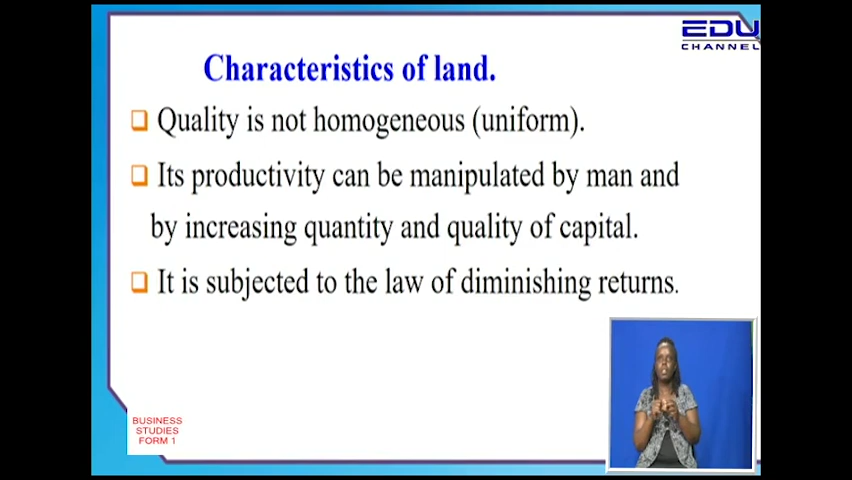 EDU
CHANNEL
Characteristics of land.
Quality is not homogeneous (uniform).
Its productivity can be manipulated by man and
by increasing quantity and quality of capital.
It is subjected to the law of diminishing returns.
BUSINESS
STUDIES
FORM 1